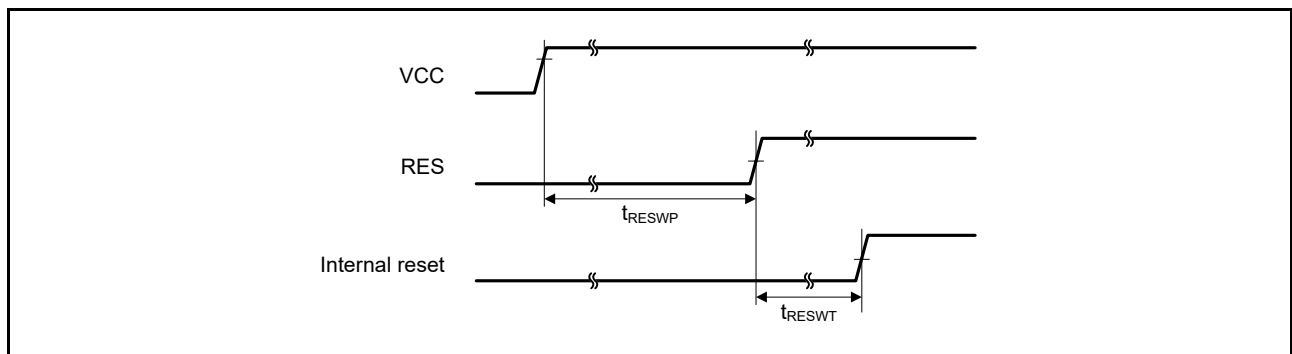 VCC
RES
tRESWP
Internal reset
tRESWT